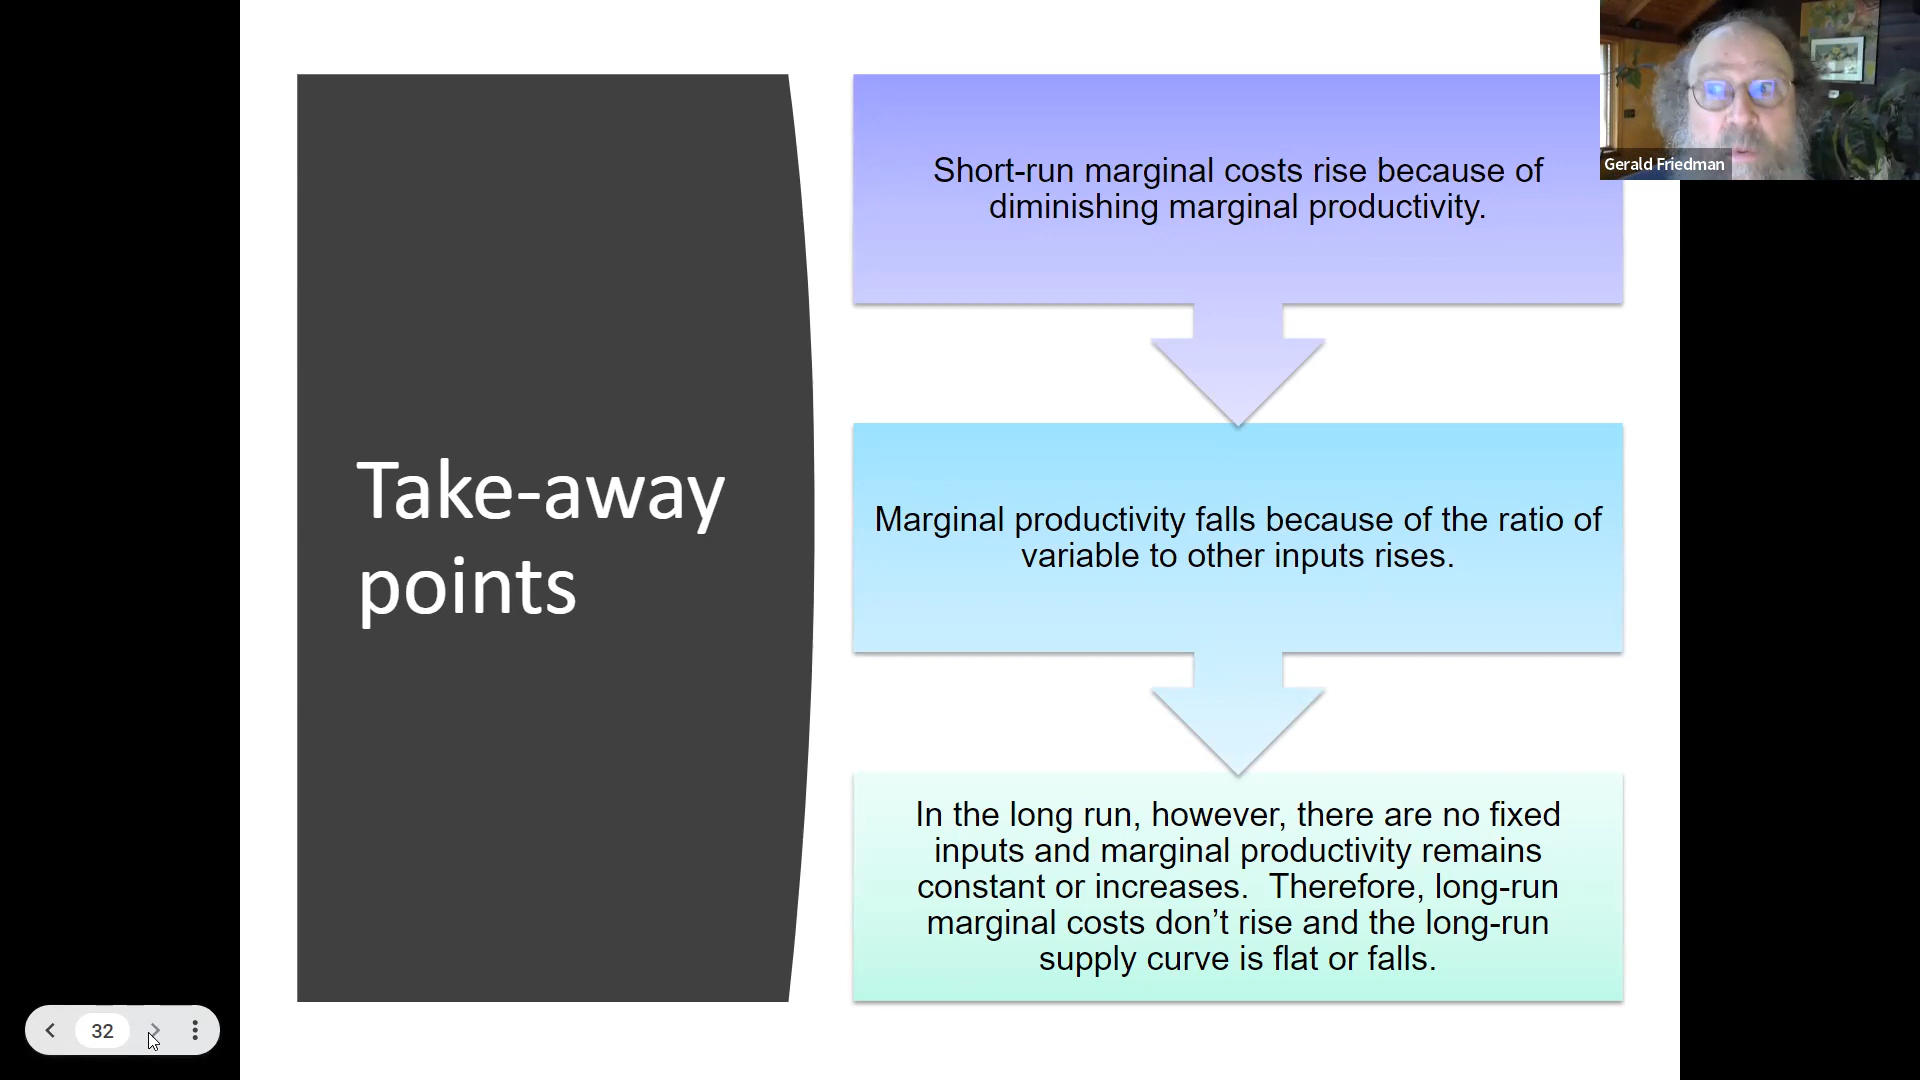 Take-away
points
Short-run marginal costs rise because of
diminishing marginal productivity.
Marginal productivity falls because of the ratio of
variable to other inputs rises.
In the long run, however, there are no fixed
inputs and marginal productivity remains
constant or increases.  Therefore, long-run
marginal costs don’t rise and the long-run
supply curve is flat or falls.
Gerald Friedman
32